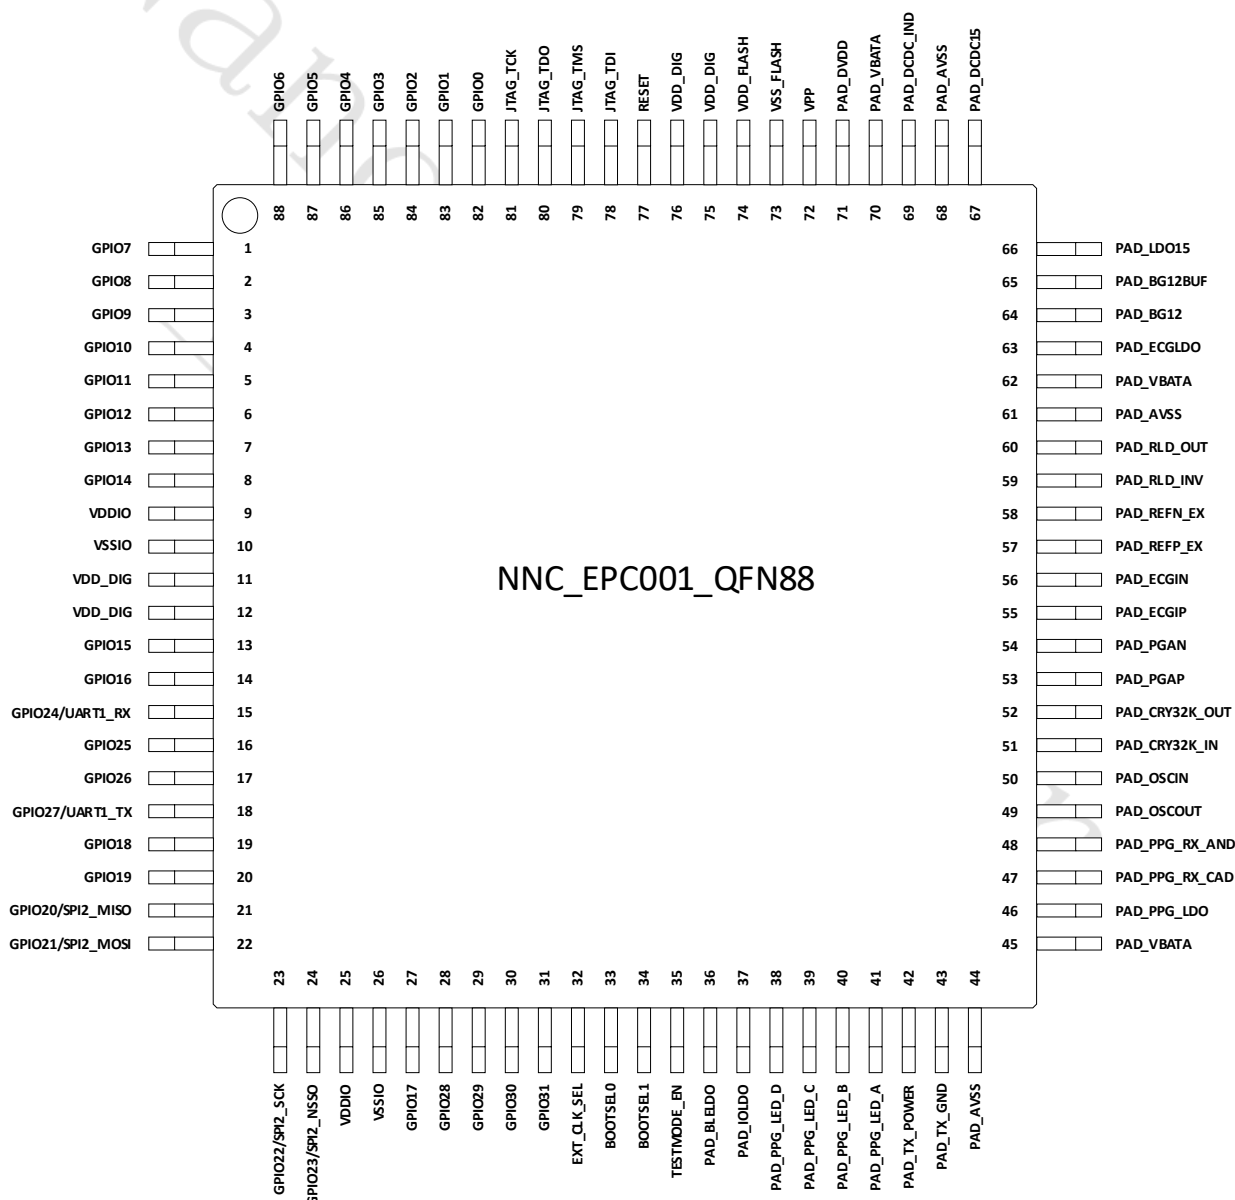 GPIO6
GPIO5
GPIO4
GPIO3
GPIO2
GPIO1
GPIO0
JTAG_TCK
JTAG_TDO
JTAG_TMS
JTAG_TDI
RESET
VDD_DIG
VDD_DIG
VDD_FLASH
VSS_FLASH
VPP
PAD_DVDD
PAD_VBATA
PAD_DCDC_IND
PAD_AVSS
PAD_DCDC15
88 87 86 85 84 83 82 81 80 79 78 77 76 75 74 73 72 71 70 69 68 67
GPIO7 1
GPIO8 2
GPIO9 3
GPIO10 4
GPIO11 5
GPIO12 6
GPIO13 7
GPIO14 8
VDDIO 9
VSSIO 10
VDD_DIG 11
VDD_DIG 12
GPIO15 13
GPIO16 14
GPIO24/UART1_RX 15
GPIO25 16
GPIO26 17
GPIO27/UART1_TX 18
GPIO18 19
GPIO19 20
GPIO20/SPI2_MISO 21
GPIO21/SPI2_MOSI 22
NNC_EPC001_QFN88
66 PAD_LDO15
65 PAD_BG12BUF
64 PAD_BG12
63 PAD_ECGLDO
62 PAD_VBATA
61 PAD_AVSS
60 PAD_RLD_OUT
59 PAD_RLD_INV
58 PAD_REFN_EX
57 PAD_REFP_EX
56 PAD_ECGIN
55 PAD_ECGIP
54 PAD_PGAN
53 PAD_PGAP
52 PAD_CRY32K_OUT
51 PAD_CRY32K_IN
50 PAD_OSCIN
49 PAD_OSCOUT
48 PAD_PPG_RX_AND
47 PAD_PPG_RX_CAD
46 PAD_PPG_LDO
45 PAD_VBATA
23 24 25 26 27 28 29 30 31 32 33 34 35 36 37 38 39 40 41 42 43 44
GPIO22/SPI2_SCK
GPIO23/SPI2_NSSO
VDDIO
VSSIO
GPIO17
GPIO28
GPIO29
GPIO30
GPIO31
EXT_CLK_SEL
BOOTSEL0
BOOTSEL1
TESTMODE_EN
PAD_BLELDO
PAD_IOLDO
PAD_PPG_LED_D
PAD_PPG_LED_C
PAD_PPG_LED_B
PAD_PPG_LED_A
PAD_TX_POWER
PAD_TX_GND
PAD_AVSS